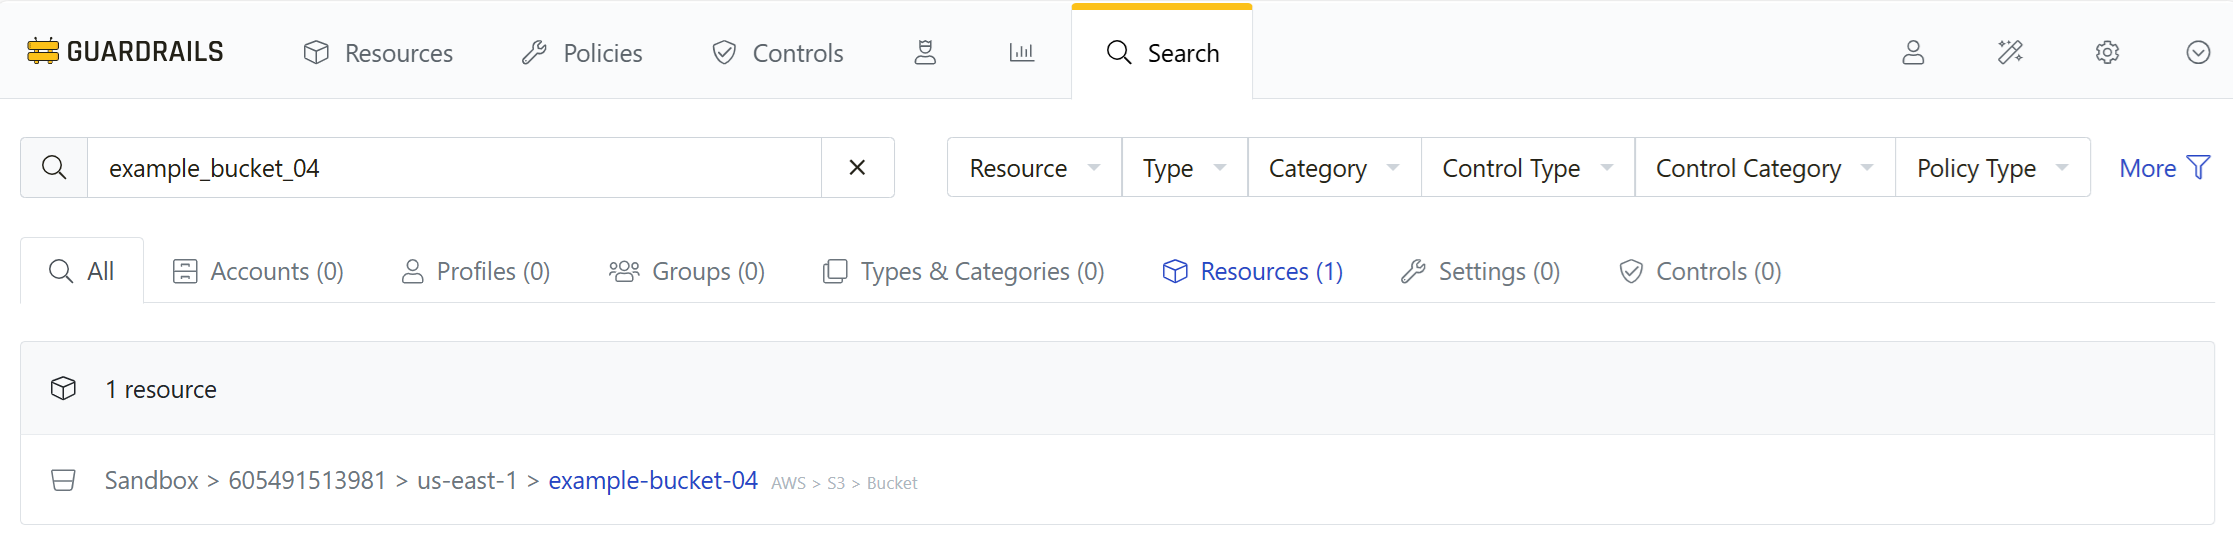 GUARDRAILS Resources Policies Controls Search
example_bucket_04 Resource Type Category Control Type Control Category Policy Type More
All Accounts (0) Profiles (0) Groups (0) Types & Categories (0) Resources (1) Settings (0) Controls (0)
1 resource
Sandbox > 605491513981 > us-east-1 > example-bucket-04 AWS > S3 > Bucket